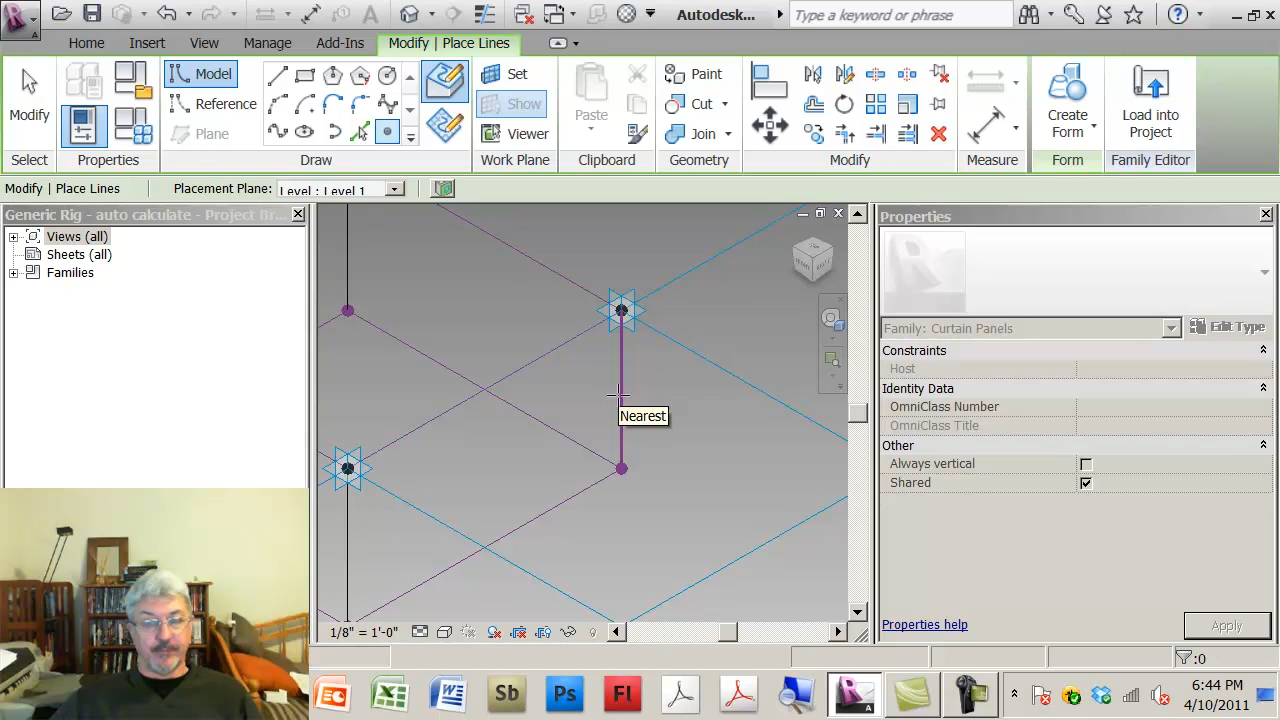 Autodesk...
Type a keyword or phrase
Home
Insert
View
Manage
Add-Ins
Modify | Place Lines
Modify
Model
Reference
Plane
Set
Show
Viewer
Paste
Paint
Cut
Join
Create
Form
Load into
Project
Select
Properties
Draw
Work Plane
Clipboard
Geometry
Modify
Measure
Form
Family Editor
Modify | Place Lines
Placement Plane:
Level : Level 1
Generic Rig - auto calculate - Project Br...
Views (all)
Sheets (all)
Families
TOP
Nearest
Properties
Family: Curtain Panels
Edit Type
Constraints
Host
Identity Data
OmniClass Number
OmniClass Title
Other
Always vertical
Shared
Properties help
Apply
1/8" = 1'-0"
:0
Sb
Ps
Fl
6:44 PM
4/10/2011